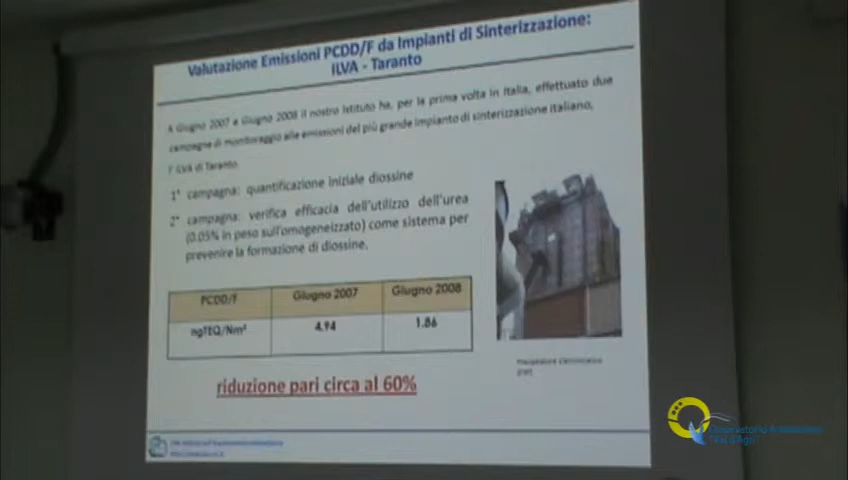 Valutazione Emissioni PCDD/F da Impianti di Sinterizzazione:
ILVA - Taranto
A Giugno 2007 e Giugno 2008 il nostro Istituto ha, per la prima volta in Italia, effettuato due
campagne di monitoraggio alle emissioni del più grande impianto di sinterizzazione italiano,
l' ILVA di Taranto.
1° campagna: quantificazione iniziale diossine
2° campagna: verifica efficacia dell'utilizzo dell'urea
(0.05% in peso sull'omogeneizzato) come sistema per
prevenire la formazione di diossine.
PCDD/F Giugno 2007 Giugno 2008
ngTEQ/Nm³ 4.94 1.86
riduzione pari circa al 60%